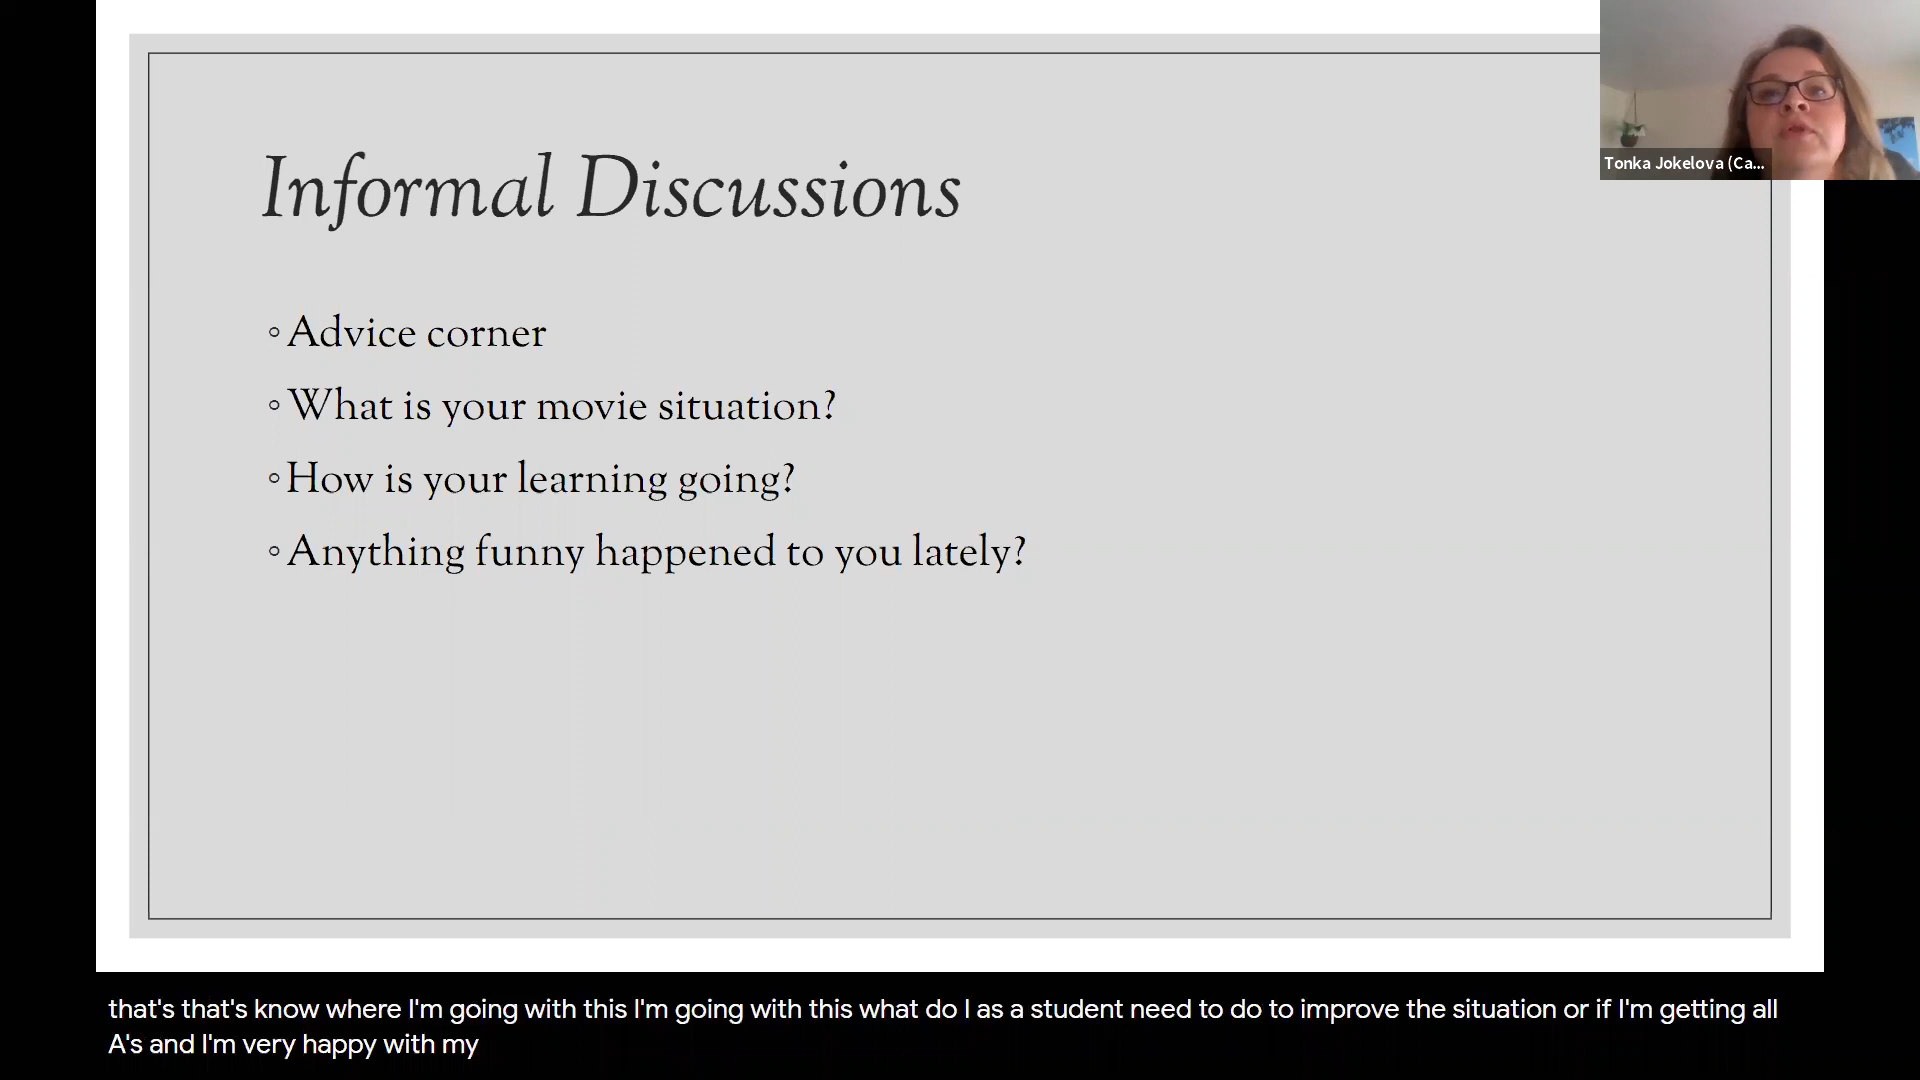 Informal Discussions
◦Advice corner
◦What is your movie situation?
◦How is your learning going?
◦Anything funny happened to you lately?
Tonka Jokelova (Ca...
that's that's know where I'm going with this I'm going with this what do I as a student need to do to improve the situation or if I'm getting all
A's and I'm very happy with my